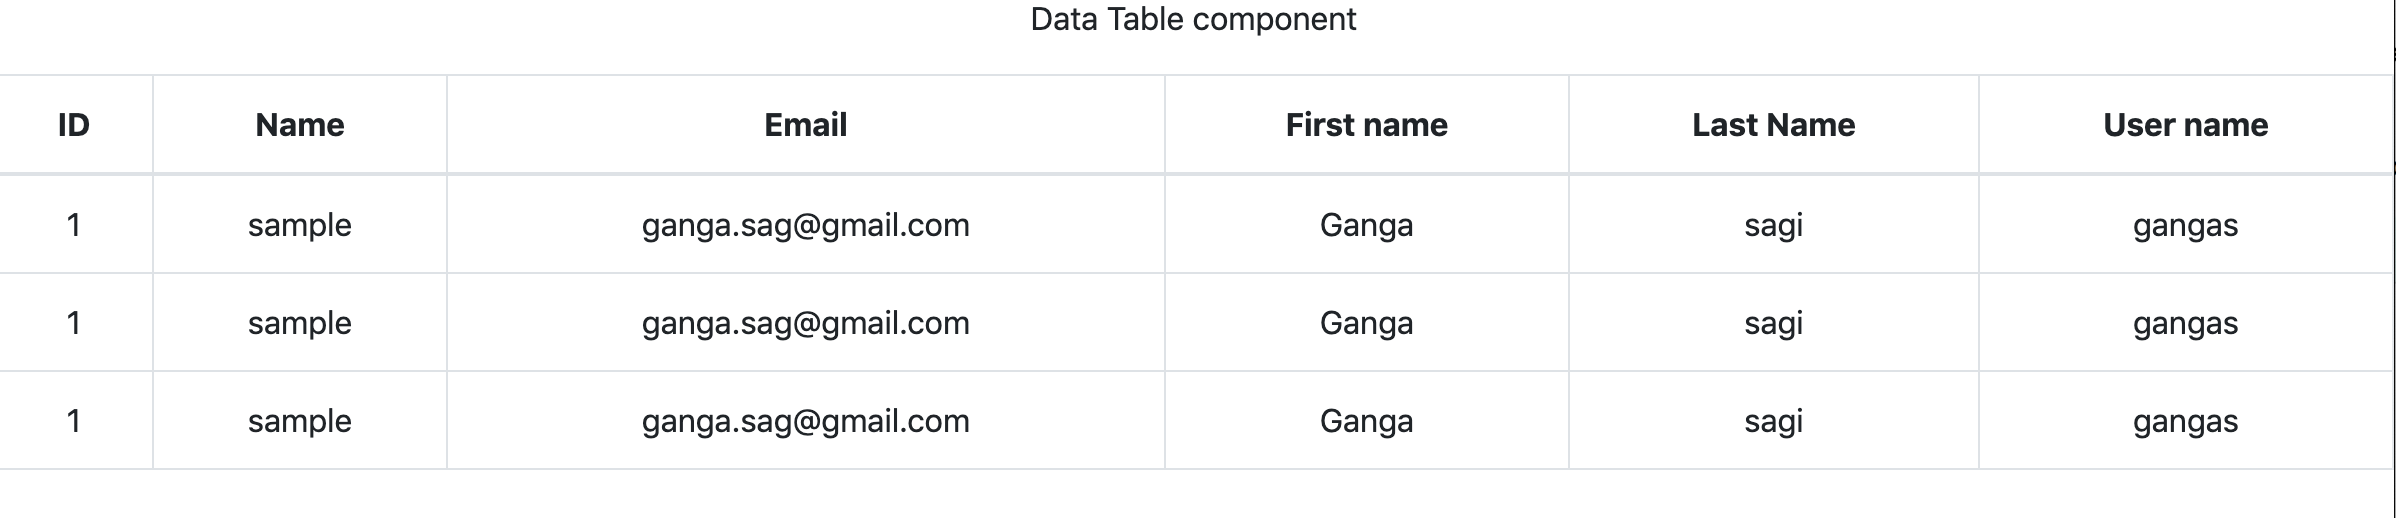 Data Table component
ID Name Email First name Last Name User name
1 sample ganga.sag@gmail.com Ganga sagi gangas
1 sample ganga.sag@gmail.com Ganga sagi gangas
1 sample ganga.sag@gmail.com Ganga sagi gangas